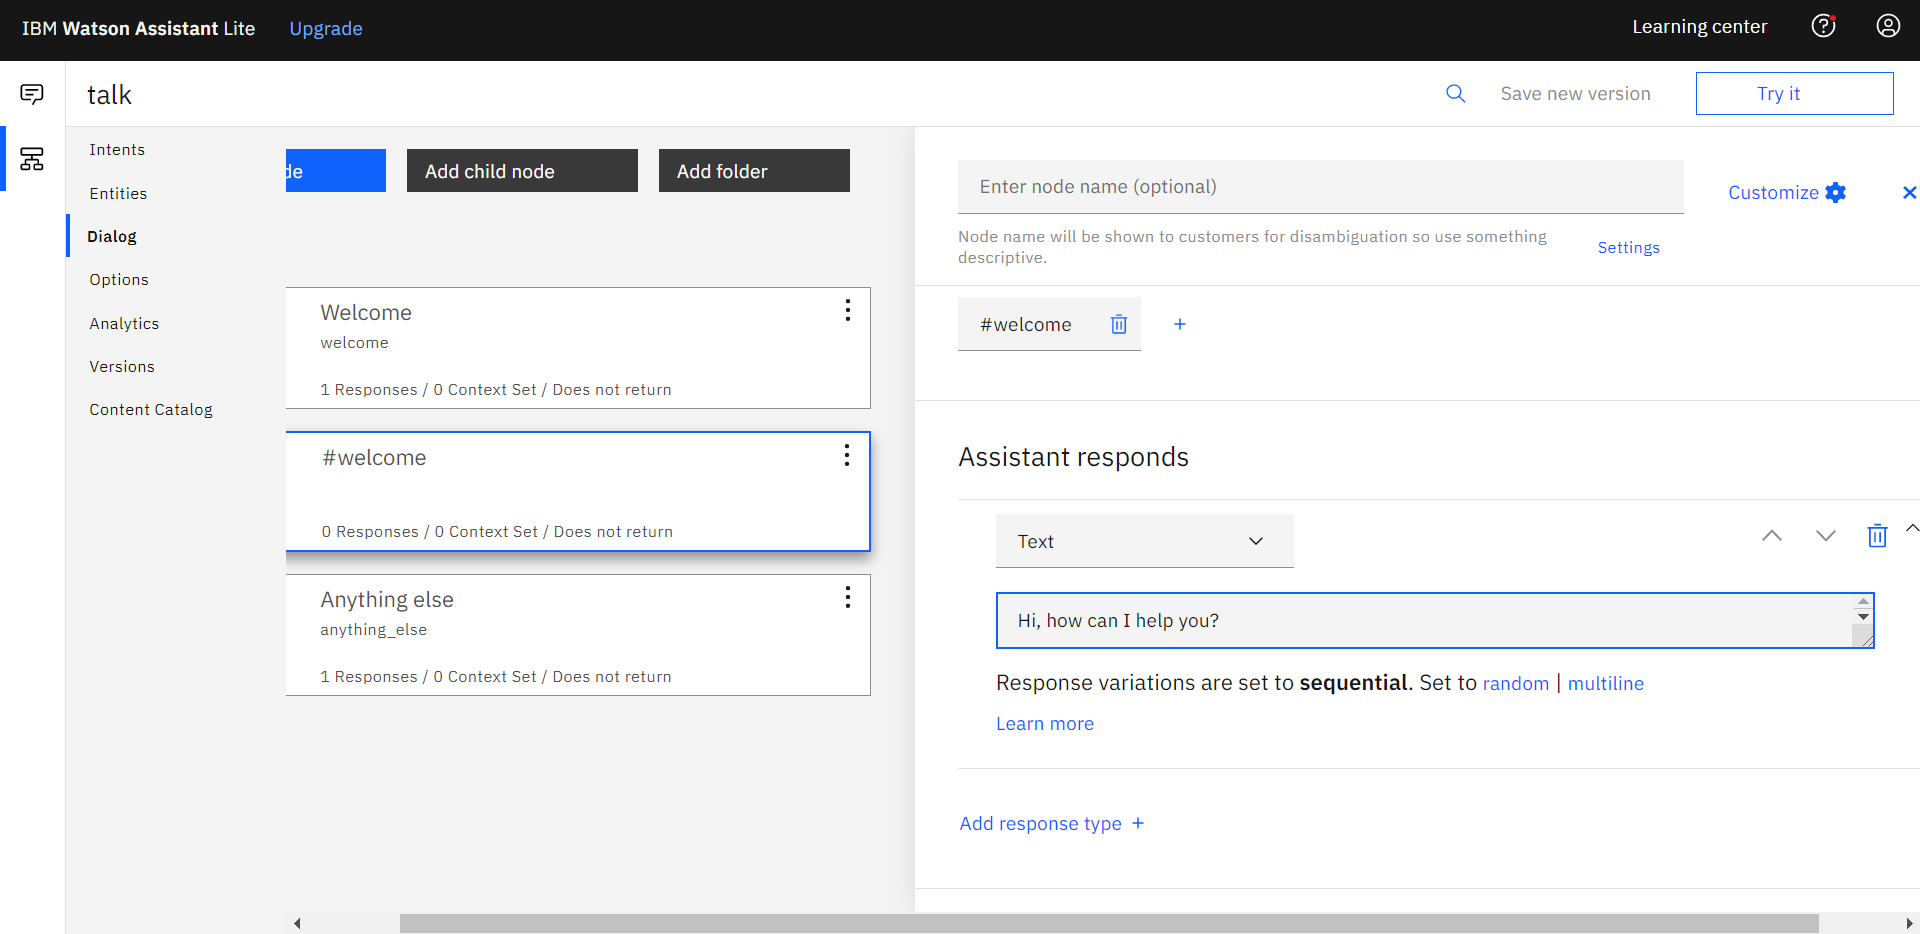 IBM Watson Assistant Lite
Upgrade
Learning center
talk
Save new version
Try it
Intents
Entities
Dialog
Options
Analytics
Versions
Content Catalog
de
Add child node
Add folder
Welcome
welcome
1 Responses / 0 Context Set / Does not return
#welcome
0 Responses / 0 Context Set / Does not return
Anything else
anything_else
1 Responses / 0 Context Set / Does not return
Enter node name (optional)
Customize
Node name will be shown to customers for disambiguation so use something
descriptive.
Settings
#welcome
Assistant responds
Text
Hi, how can I help you?
Response variations are set to sequential. Set to random | multiline
Learn more
Add response type +